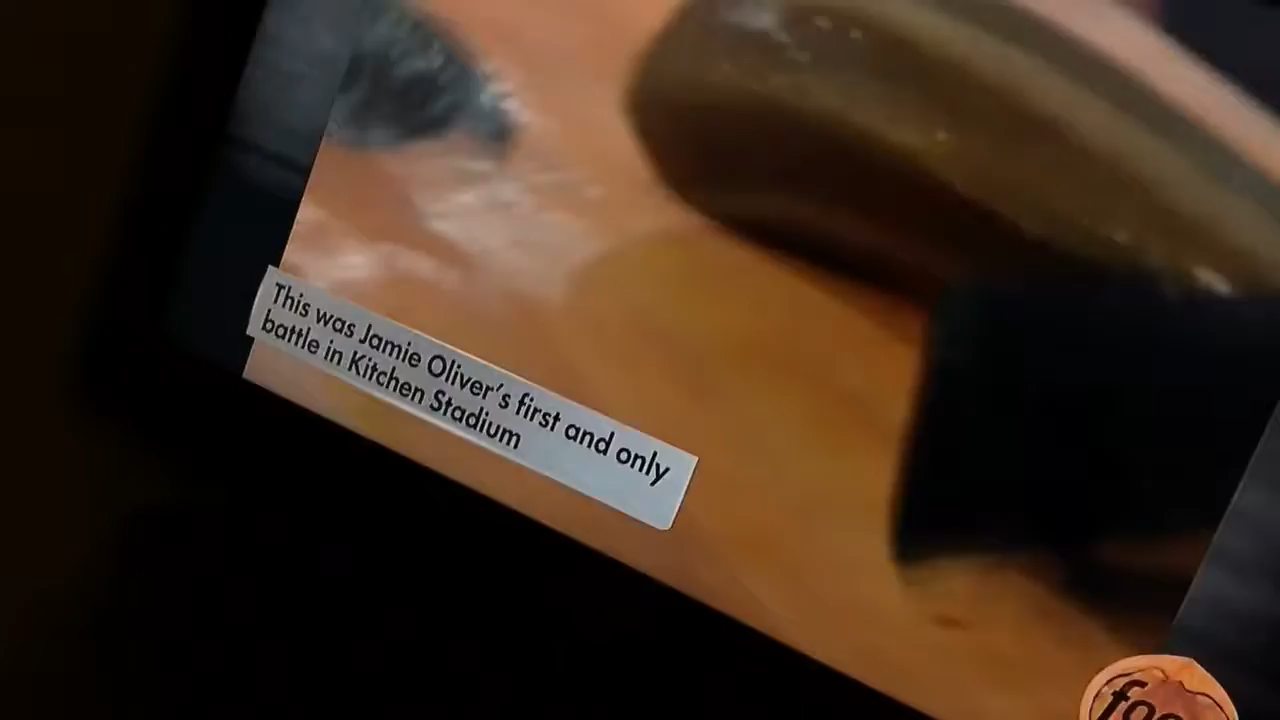 This was Jamie Oliver's first and only
battle in Kitchen Stadium